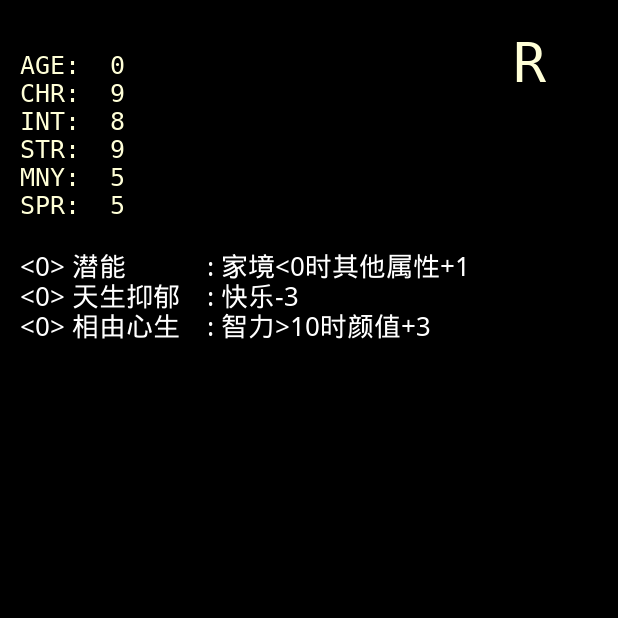 R
AGE: 0
CHR: 9
INT: 8
STR: 9
MNY: 5
SPR: 5
<0> 潜能 : 家境<0时其他属性+1
<0> 天生抑郁 : 快乐-3
<0> 相由心生 : 智力>10时颜值+3